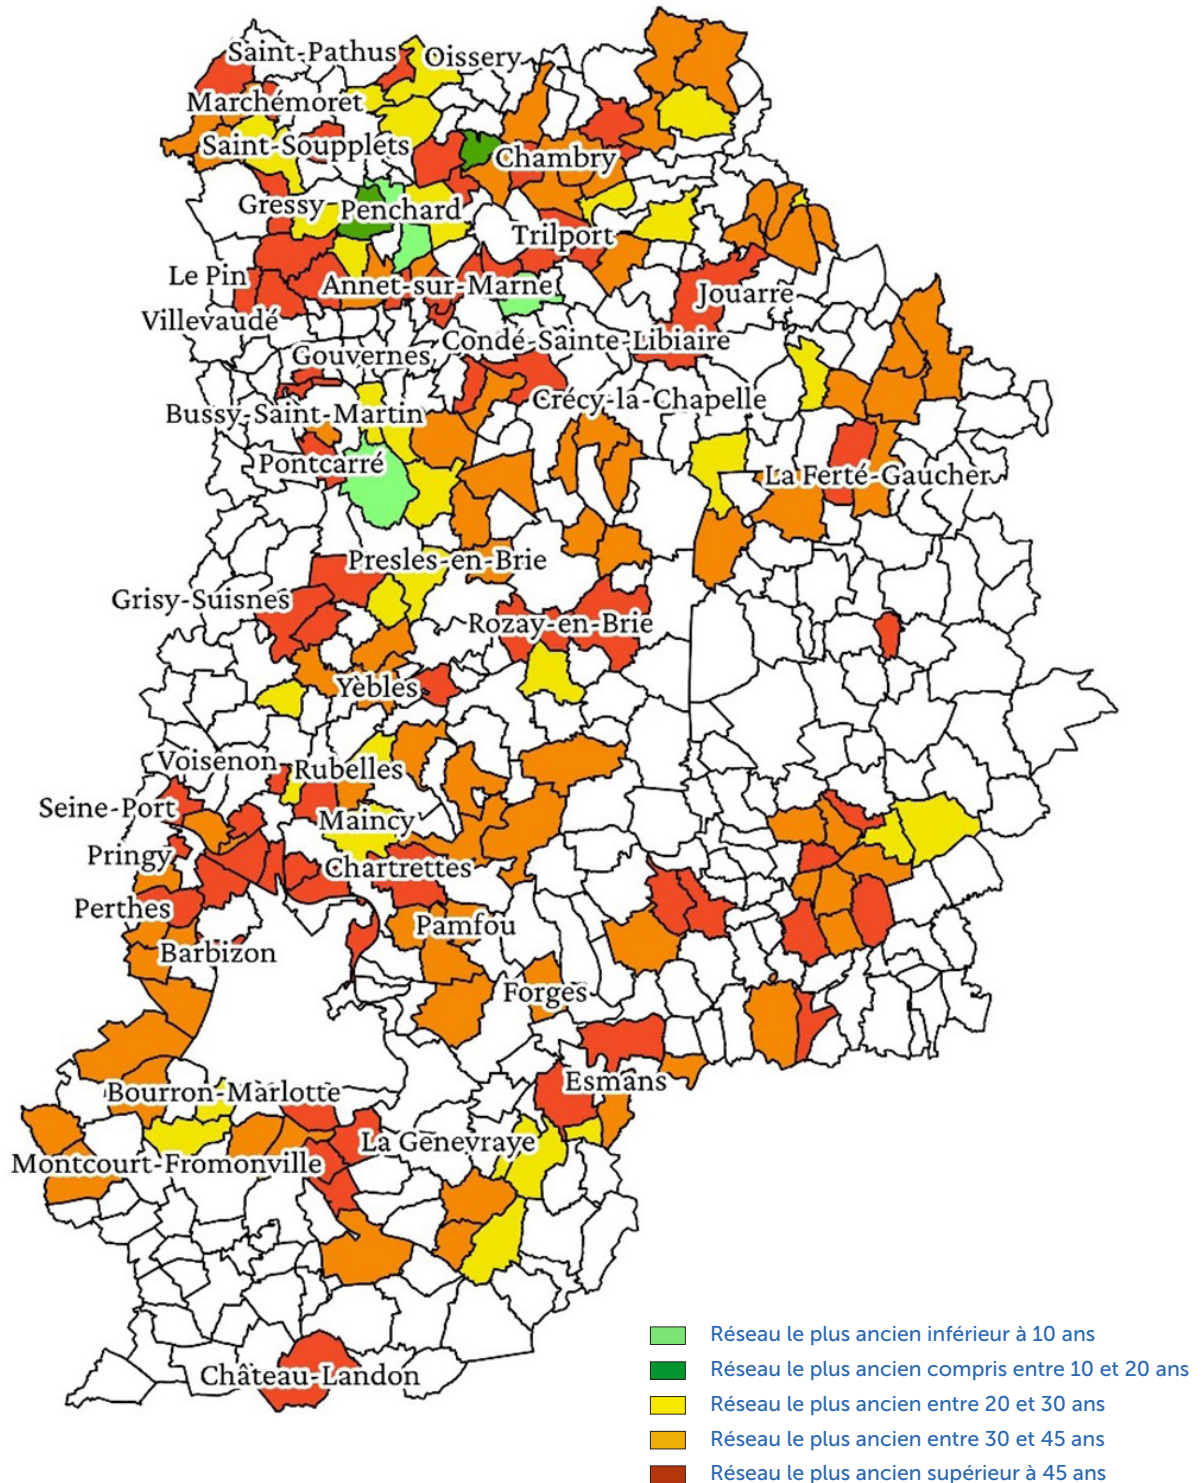 Saint-Pathus
Oissery
Marchémoret
Saint-Soupplets
Chambry
Gressy
Penchard
Trilport
Le Pin
Annet-sur-Marne
Jouarre
Villevaudé
Condé-Sainte-Libiaire
Gouvernes
Crécy-la-Chapelle
Bussy-Saint-Martin
Pontcarré
La Ferté-Gaucher
Presles-en-Brie
Grisy-Suisnes
Rozay-en-Brie
Yèbles
Voisenon
Rubelles
Seine-Port
Maincy
Pringy
Chartrettes
Perthes
Pamfou
Barbizon
Forges
Esmans
Bourron-Marlotte
La Genevraye
Montcourt-Fromonville
Château-Landon
Réseau le plus ancien inférieur à 10 ans
Réseau le plus ancien compris entre 10 et 20 ans
Réseau le plus ancien entre 20 et 30 ans
Réseau le plus ancien entre 30 et 45 ans
Réseau le plus ancien supérieur à 45 ans